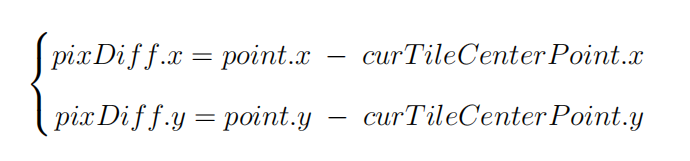 pixDiff.x = point.x − curTileCenterPoint.x
pixDiff.y = point.y − curTileCenterPoint.y